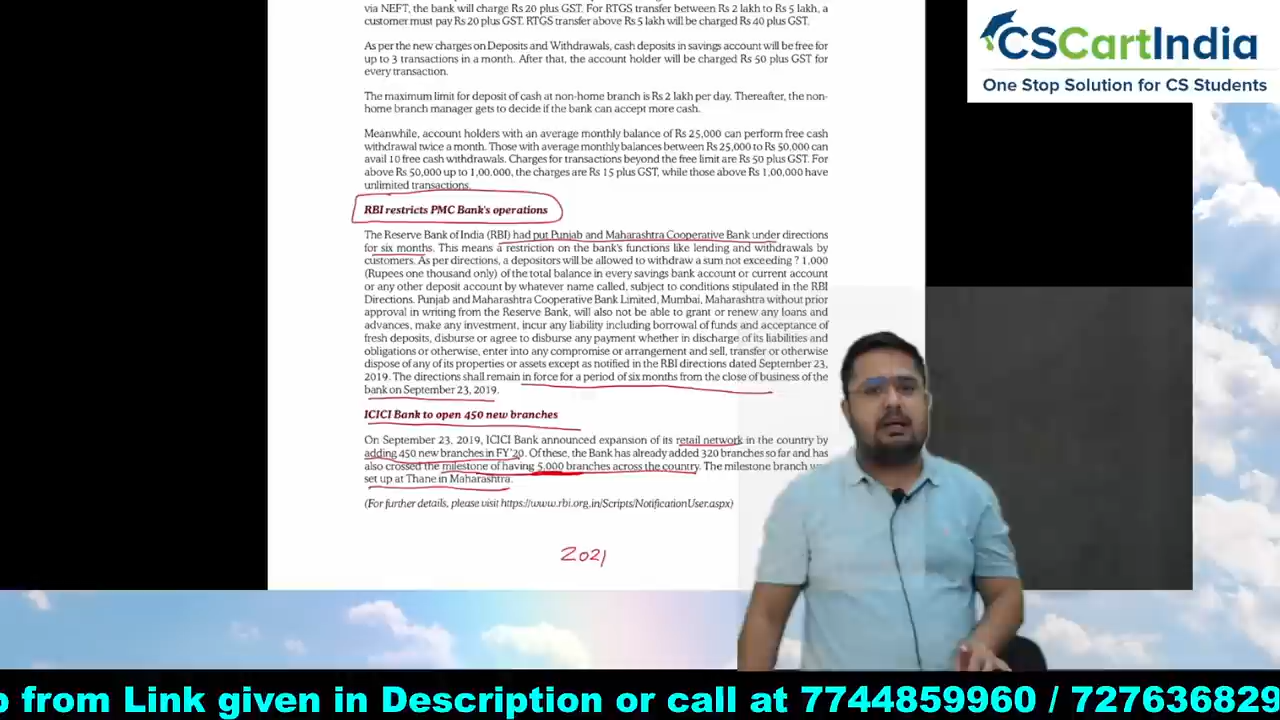 via NEFT, the bank will charge Rs 20 plus GST. For RTGS transfer between Rs 2 lakh to Rs 5 lakh, a
customer must pay Rs 20 plus GST. RTGS transfer above Rs 5 lakh will be charged Rs 40 plus GST.
As per the new charges on Deposits and Withdrawals, cash deposits in savings account will be free for
up to 3 transactions in a month. After that, the account holder will be charged Rs 50 plus GST for
every transaction.
The maximum limit for deposit of cash at non-home branch is Rs 2 lakh per day. Thereafter, the non-
home branch manager gets to decide if the bank can accept more cash.
Meanwhile, account holders with an average monthly balance of Rs 25,000 can perform free cash
withdrawal twice a month. Those with average monthly balances between Rs 25,000 to Rs 50,000 can
avail 10 free cash withdrawals. Charges for transactions beyond the free limit are Rs 50 plus GST. For
above Rs 50,000 up to 1,00,000, the charges are Rs 15 plus GST, while those above Rs 1,00,000 have
unlimited transactions.
RBI restricts PMC Bank's operations
The Reserve Bank of India (RBI) had put Punjab and Maharashtra Cooperative Bank under directions
for six months. This means a restriction on the bank's functions like lending and withdrawals by
customers. As per directions, a depositors will be allowed to withdraw a sum not exceeding ? 1,000
(Rupees one thousand only) of the total balance in every savings bank account or current account
or any other deposit account by whatever name called, subject to conditions stipulated in the RBI
Directions. Punjab and Maharashtra Cooperative Bank Limited, Mumbai, Maharashtra without prior
approval in writing from the Reserve Bank, will also not be able to grant or renew any loans and
advances, make any investment, incur any liability including borrowal of funds and acceptance of
fresh deposits, disburse or agree to disburse any payment whether in discharge of its liabilities and
obligations or otherwise, enter into any compromise or arrangement and sell, transfer or otherwise
dispose of any of its properties or assets except as notified in the RBI directions dated September 23,
2019. The directions shall remain in force for a period of six months from the close of business of the
bank on September 23, 2019.
ICICI Bank to open 450 new branches
On September 23, 2019, ICICI Bank announced expansion of its retail network in the country by
adding 450 new branches in FY'20. Of these, the Bank has already added 320 branches so far and has
also crossed the milestone of having 5,000 branches across the country. The milestone branch
set up at Thane in Maharashtra.
(For further details, please visit https://www.rbi.org.in/Scripts/NotificationUser.aspx)
2021
CSCartIndia
One Stop Solution for CS Students
from Link given in Description or call at 7744859960 / 727636829